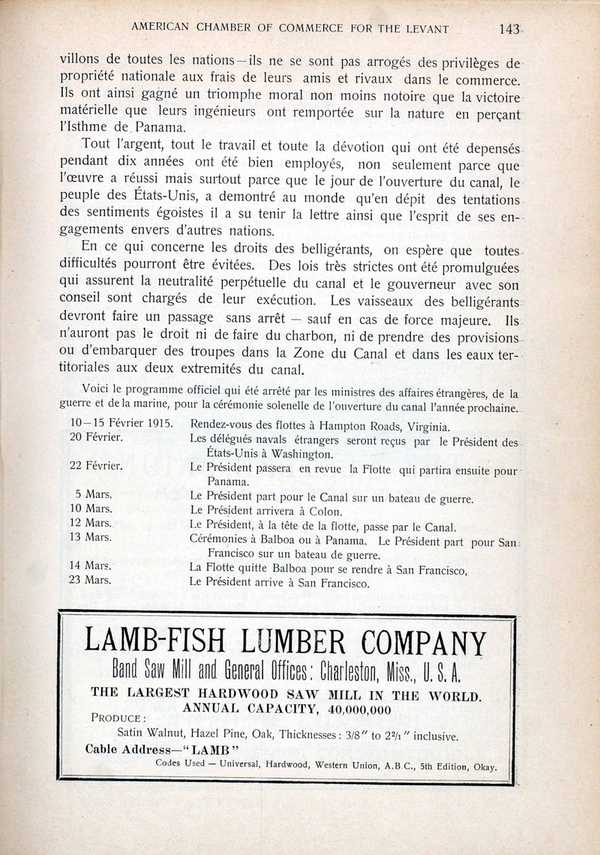 AMERICAN CHAMBER OF COMMERCE FOR THE LEVANT 143
villons de toutes les nations—ils ne se sont pas arrogés des privilèges de
propriété nationale aux frais de leurs amis et rivaux dans le commerce.
Ils ont ainsi gagné un triomphe moral non moins notoire que la victoire
matérielle que leurs ingénieurs ont remportée sur la nature en perçant
l'Isthme de Panama.
Tout l'argent, tout le travail et toute la dévotion qui ont été depensés
pendant dix années ont été bien employés, non seulement parce que
l'œuvre a réussi mais surtout parce que le jour de l'ouverture du canal, le
peuple des États-Unis, a demontré au monde qu'en dépit des tentations
des sentiments égoistes il a su tenir la lettre ainsi que l'esprit de ses en-
gagements envers d'autres nations.
En ce qui concerne les droits des belligérants, on espère que toutes
difficultés pourront être évitées. Des lois très strictes ont été promulguées
qui assurent la neutralité perpétuelle du canal et le gouverneur avec son
conseil sont chargés de leur exécution. Les vaisseaux des belligérants
devront faire un passage sans arrêt — sauf en cas de force majeure. Ils
n'auront pas le droit ni de faire du charbon, ni de prendre des provisions
ou d'embarquer des troupes dans la Zone du Canal et dans les eaux ter-
ritoriales aux deux extremités du canal.
Voici le programme officiel qui été arrêté par les ministres des affaires étrangères, de la
guerre et de la marine, pour la cérémonie solenelle de l'ouverture du canal l'année prochaine.
10—15 Février 1915. Rendez-vous des flottes à Hampton Roads, Virginia.
20 Février. Les délégués navals étrangers seront reçus par le Président des
États-Unis à Washington.
22 Février. Le Président passera en revue la Flotte qui partira ensuite pour
Panama.
5 Mars. Le Président part pour le Canal sur un bateau de guerre.
10 Mars. Le Président arrivera à Colon.
12 Mars. Le Président, à la tête de la flotte, passe par le Canal.
13 Mars. Cérémonies à Balboa ou à Panama. Le Président part pour San
Francisco sur un bateau de guerre.
14 Mars. La Flotte quitte Balboa pour se rendre à San Francisco,
23 Mars. Le Président arrive à San Francisco.
LAMB-FISH LUMBER COMPANY
Band Saw Mill and General Offices: Charleston, Miss., U. S. A.
THE LARGEST HARDWOOD SAW MILL IN THE WORLD.
ANNUAL CAPACITY, 40,000,000
PRODUCE:
Satin Walnut, Hazel Pine, Oak, Thicknesses: 3/8" to 2²/₁" inclusive.
Cable Address—"LAMB"
Codes Used — Universal, Hardwood, Western Union, A.B.C., 5th Edition, Okay.